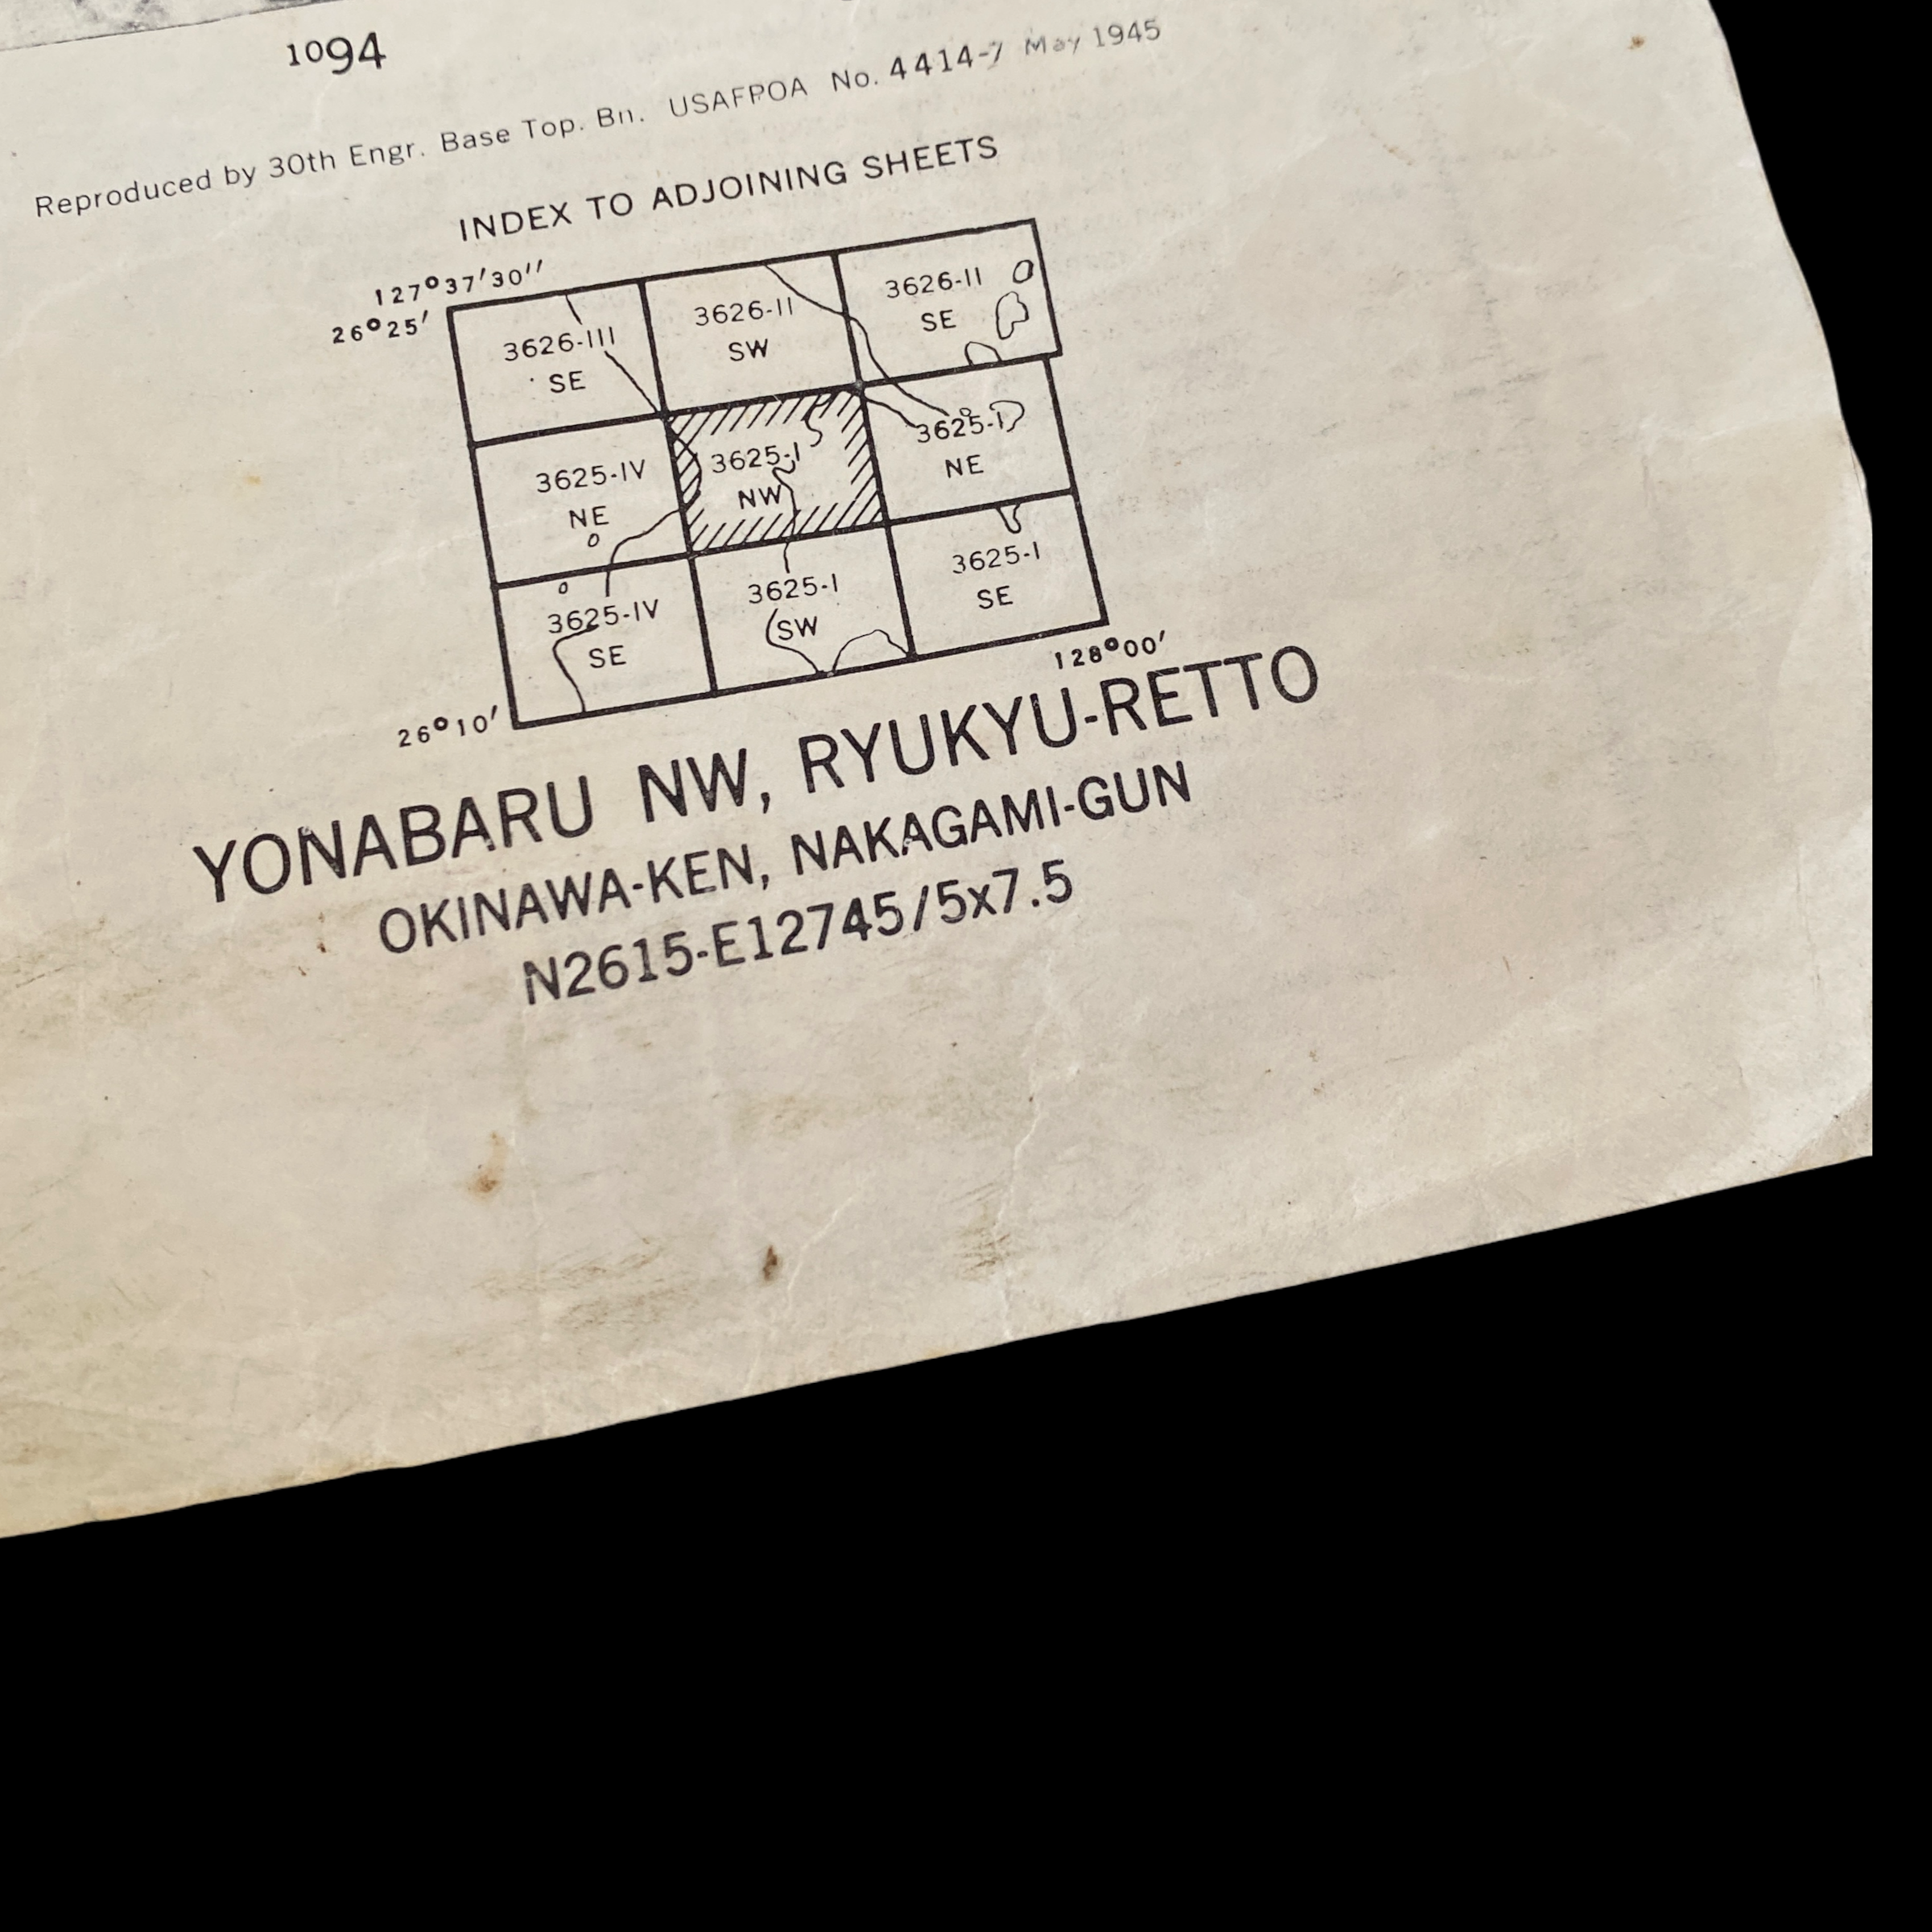 1094
Reproduced by 30th Engr. Base Top. Bn. USAFPOA No. 4414-7 May 1945
INDEX TO ADJOINING SHEETS
127°37'30''
26°25'
3626-III
SE
3626-II
SW
3626-II
SE
3625-IV
NE
3625-I
NW
3625-I
NE
3625-IV
SE
3625-I
SW
3625-I
SE
26°10'
128°00'
YONABARU NW, RYUKYU-RETTO
OKINAWA-KEN, NAKAGAMI-GUN
N2615-E12745/5x7.5